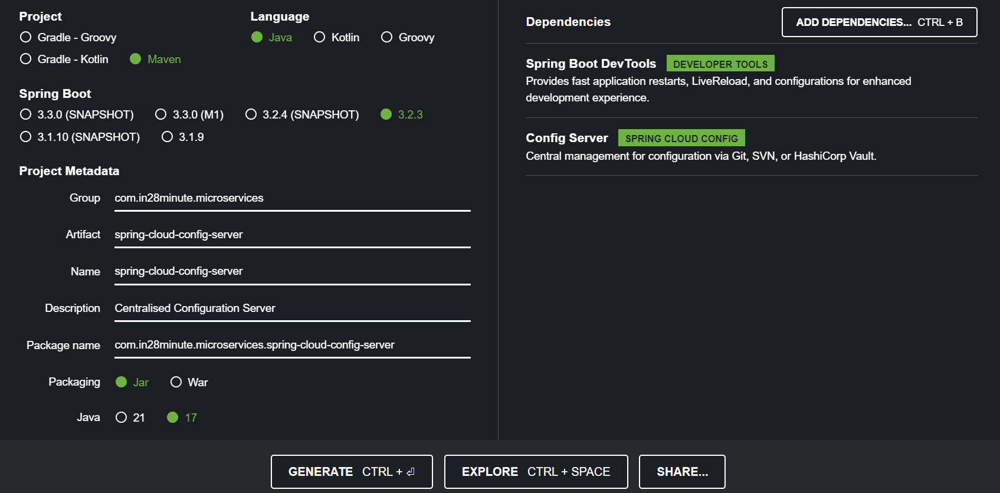 Project
Gradle - Groovy
Gradle - Kotlin Maven
Language
Java Kotlin Groovy
Spring Boot
3.3.0 (SNAPSHOT) 3.3.0 (M1) 3.2.4 (SNAPSHOT) 3.2.3
3.1.10 (SNAPSHOT) 3.1.9
Project Metadata
Group com.in28minute.microservices
Artifact spring-cloud-config-server
Name spring-cloud-config-server
Description Centralised Configuration Server
Package name com.in28minute.microservices.spring-cloud-config-server
Packaging Jar War
Java 21 17
Dependencies ADD DEPENDENCIES... CTRL + B
Spring Boot DevTools DEVELOPER TOOLS
Provides fast application restarts, LiveReload, and configurations for enhanced
development experience.
Config Server SPRING CLOUD CONFIG
Central management for configuration via Git, SVN, or HashiCorp Vault.
GENERATE CTRL + ⏎ EXPLORE CTRL + SPACE SHARE...